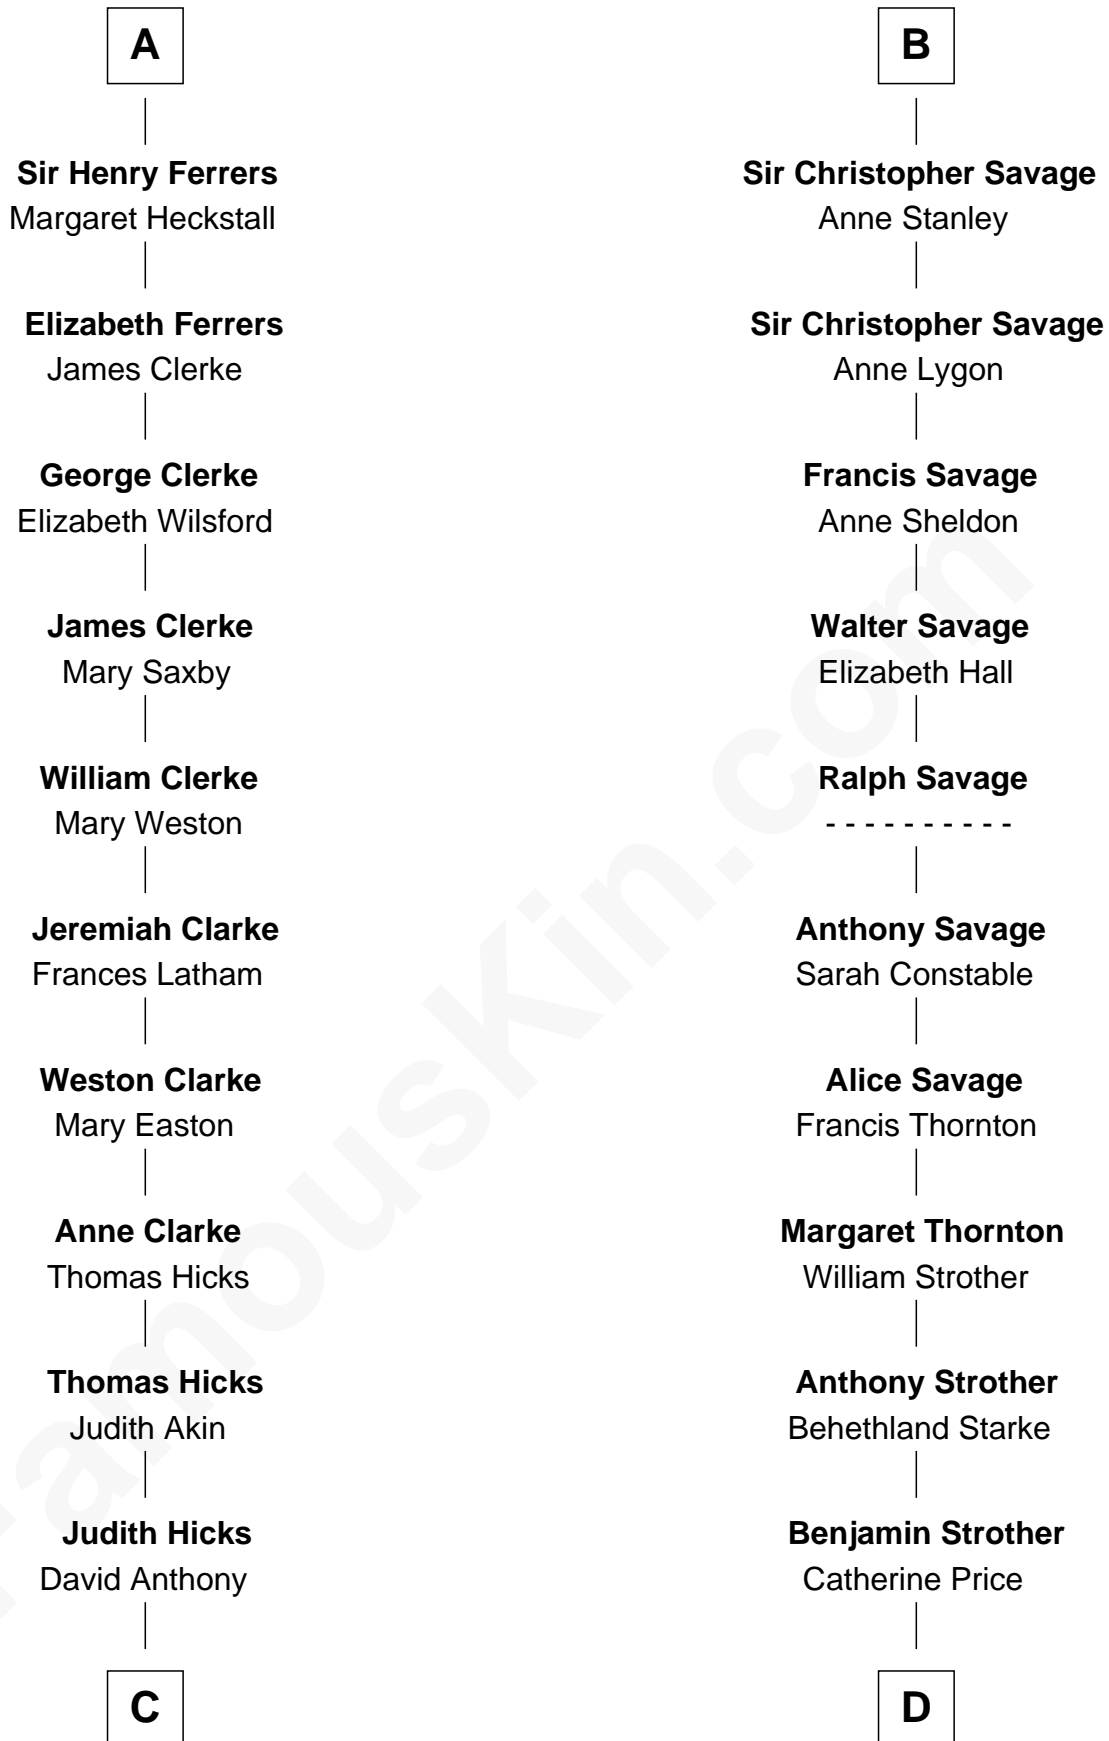 A
Sir Henry Ferrers
Margaret Heckstall
Elizabeth Ferrers
James Clerke
George Clerke
Elizabeth Wilsford
James Clerke
Mary Saxby
William Clerke
Mary Weston
Jeremiah Clarke
Frances Latham
Weston Clarke
Mary Easton
Anne Clarke
Thomas Hicks
Thomas Hicks
Judith Akin
Judith Hicks
David Anthony
C
B
Sir Christopher Savage
Anne Stanley
Sir Christopher Savage
Anne Lygon
Francis Savage
Anne Sheldon
Walter Savage
Elizabeth Hall
Ralph Savage
- - - - - - - - - -
Anthony Savage
Sarah Constable
Alice Savage
Francis Thornton
Margaret Thornton
William Strother
Anthony Strother
Behethland Starke
Benjamin Strother
Catherine Price
D
FamousKin.com